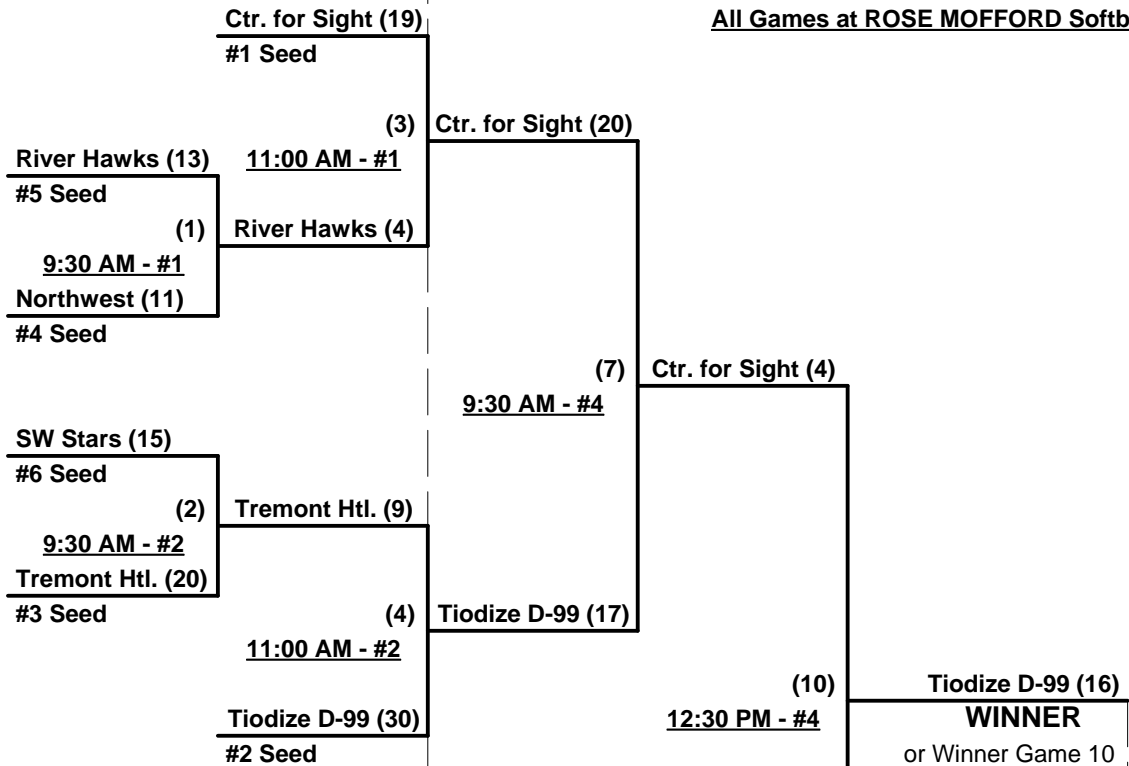 Ctr. for Sight (19)
All Games at ROSE MOFFORD Softb
#1 Seed
(3) Ctr. for Sight (20)
River Hawks (13)
11:00 AM - #1
#5 Seed
(1) River Hawks (4)
9:30 AM - #1
Northwest (11)
#4 Seed
(7) Ctr. for Sight (4)
9:30 AM - #4
SW Stars (15)
#6 Seed
(2) Tremont Htl. (9)
9:30 AM - #2
Tremont Htl. (20)
#3 Seed
(4) Tiodize D-99 (17)
11:00 AM - #2
(10) Tiodize D-99 (16)
Tiodize D-99 (30)
12:30 PM - #4
WINNER
#2 Seed
or Winner Game 10